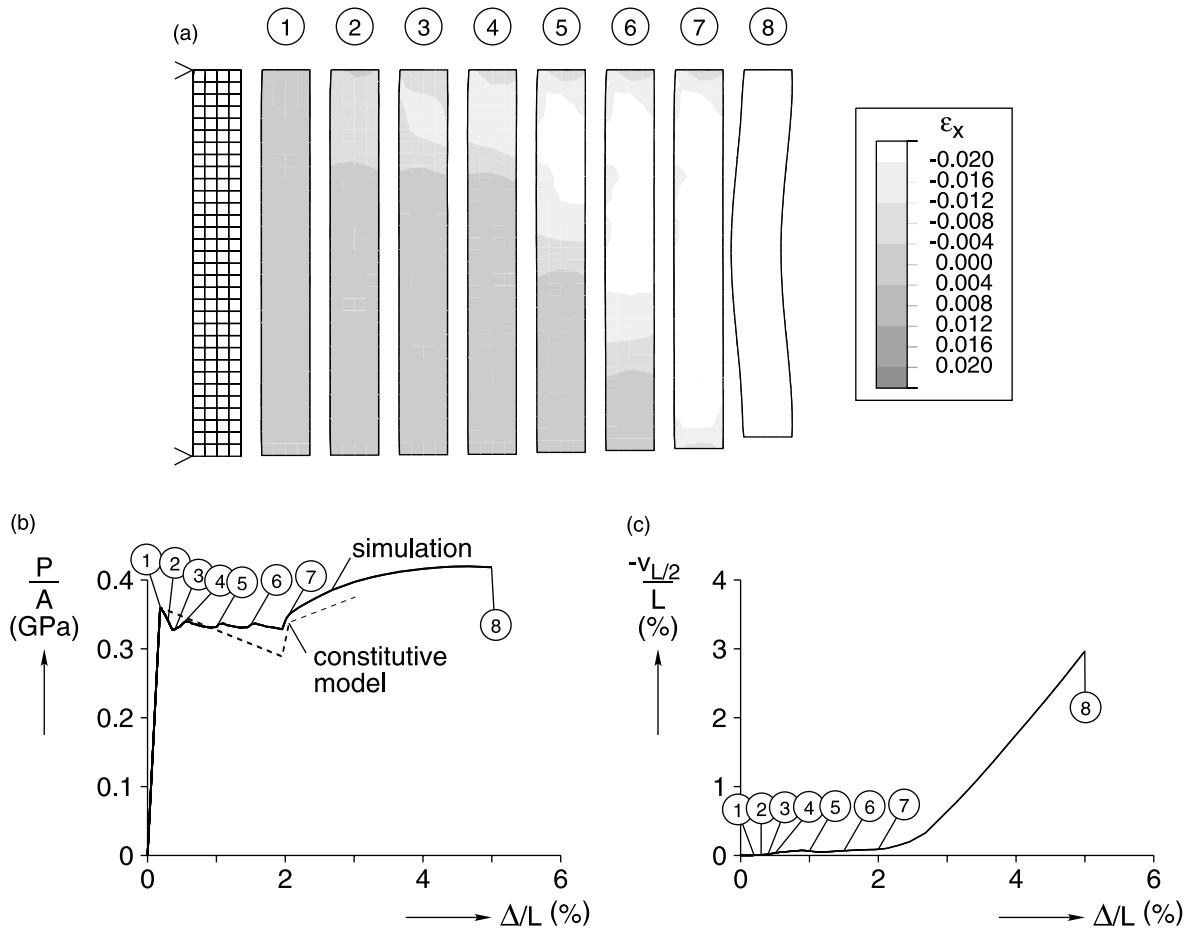 (a) 1 2 3 4 5 6 7 8
εx
-0.020
-0.016
-0.012
-0.008
-0.004
0.000
0.004
0.008
0.012
0.016
0.020
(b)
P
A
(GPa)
0.4
0.3
0.2
0.1
0
1 2 3 4 5 6 7
simulation
8
constitutive
model
0 2 4 6
Δ/L (%)
(c)
-vL/2
L
(%)
4
3
2
1
0
1 2 3 4 5 6 7
8
0 2 4 6
Δ/L (%)